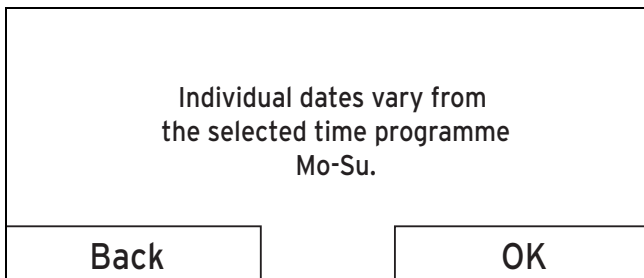 Individual dates vary from
the selected time programme
Mo-Su.
Back
OK